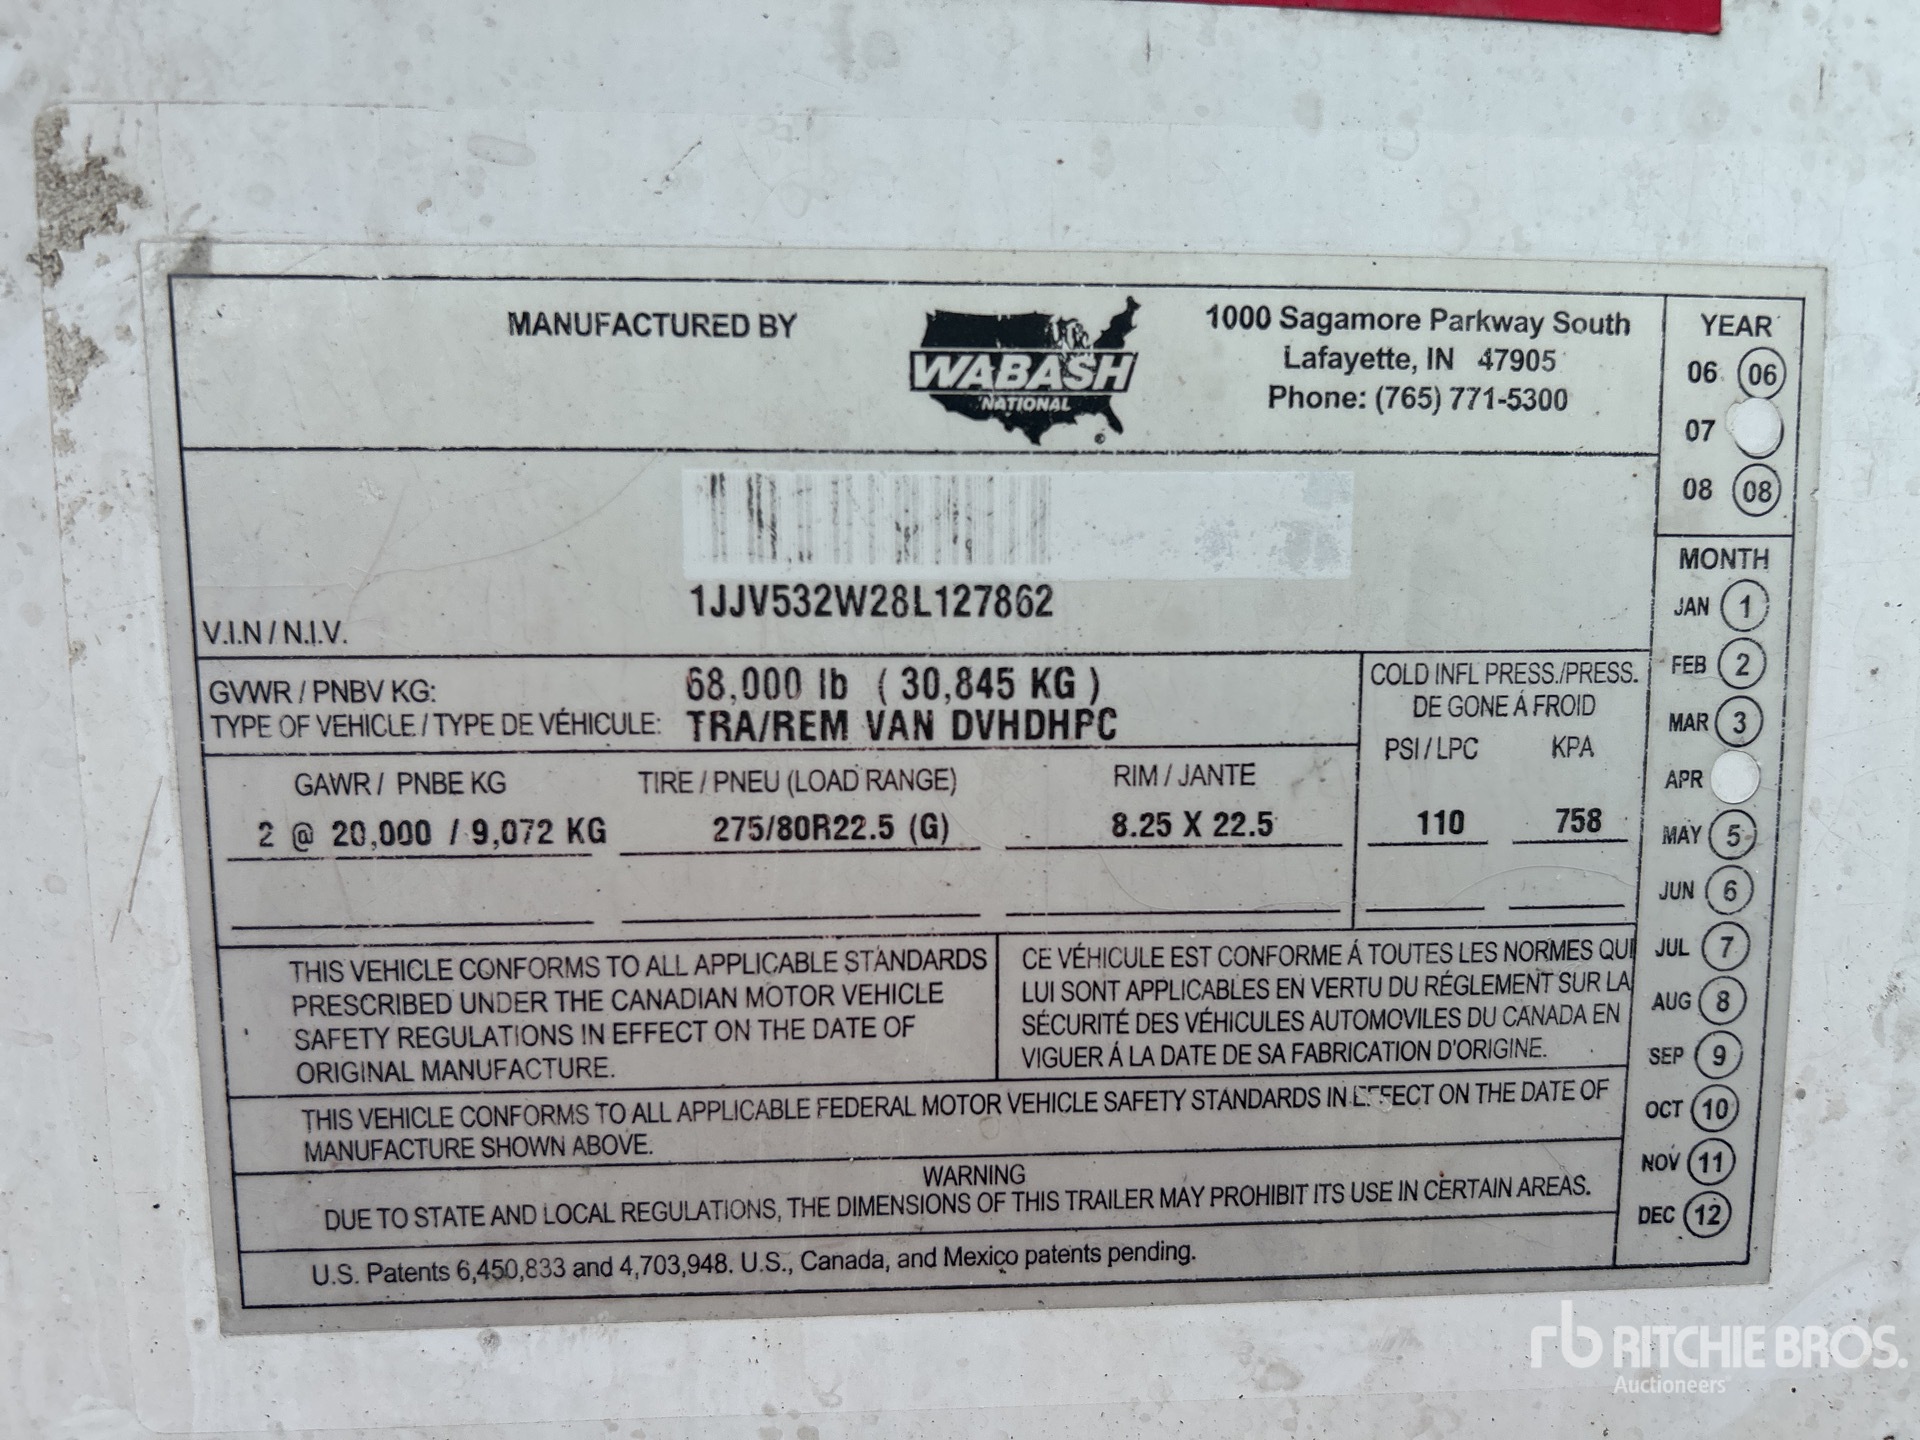 MANUFACTURED BY
WABASH
NATIONAL
®
1000 Sagamore Parkway South
Lafayette, IN 47905
Phone: (765) 771-5300
YEAR
06 06
07
08 08
1JJV532W28L127862
V.I.N / N.I.V.
GVWR / PNBV KG: 68,000 lb ( 30,845 KG )
TYPE OF VEHICLE / TYPE DE VÉHICULE: TRA/REM VAN DVHDHPC
COLD INFL PRESS./PRESS.
DE GONE Á FROID
PSI / LPC KPA
GAWR / PNBE KG TIRE / PNEU (LOAD RANGE) RIM / JANTE
2 @ 20,000 / 9,072 KG 275/80R22.5 (G) 8.25 X 22.5 110 758
MONTH
JAN 1
FEB 2
MAR 3
APR
MAY 5
JUN 6
JUL 7
AUG 8
SEP 9
OCT 10
NOV 11
DEC 12
THIS VEHICLE CONFORMS TO ALL APPLICABLE STANDARDS
PRESCRIBED UNDER THE CANADIAN MOTOR VEHICLE
SAFETY REGULATIONS IN EFFECT ON THE DATE OF
ORIGINAL MANUFACTURE.
CE VÉHICULE EST CONFORME Á TOUTES LES NORMES QUI
LUI SONT APPLICABLES EN VERTU DU RÉGLEMENT SUR LA
SÉCURITÉ DES VÉHICULES AUTOMOVILES DU CANADA EN
VIGUER Á LA DATE DE SA FABRICATION D'ORIGINE.
THIS VEHICLE CONFORMS TO ALL APPLICABLE FEDERAL MOTOR VEHICLE SAFETY STANDARDS IN EFFECT ON THE DATE OF
MANUFACTURE SHOWN ABOVE.
WARNING
DUE TO STATE AND LOCAL REGULATIONS, THE DIMENSIONS OF THIS TRAILER MAY PROHIBIT ITS USE IN CERTAIN AREAS.
U.S. Patents 6,450,833 and 4,703,948. U.S., Canada, and Mexico patents pending.
rb RITCHIE BROS.
Auctioneers